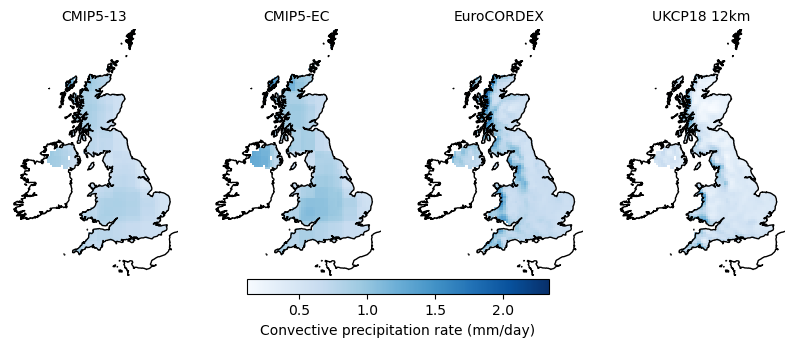 CMIP5-13 CMIP5-EC EuroCORDEX UKCP18 12km
0.5 1.0 1.5 2.0
Convective precipitation rate (mm/day)